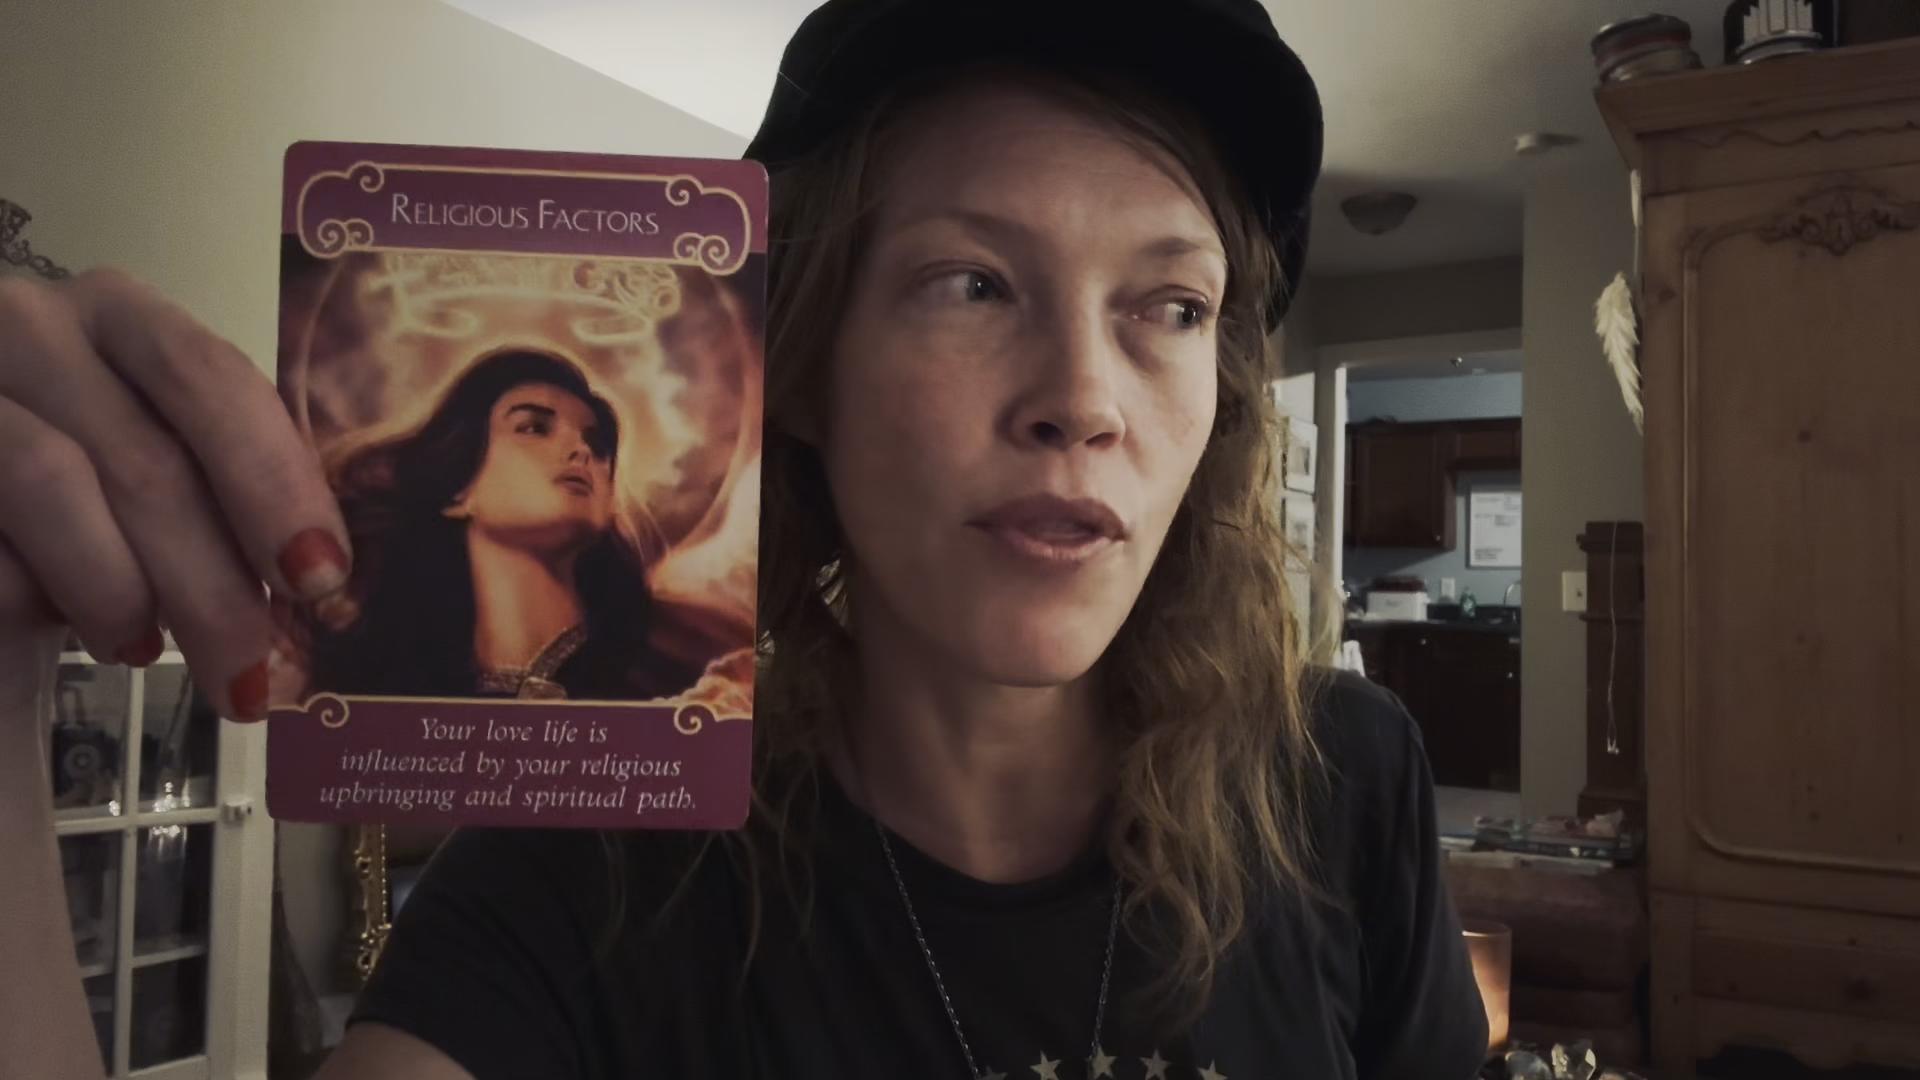 RELIGIOUS FACTORS
Your love life is
influenced by your religious
upbringing and spiritual path.